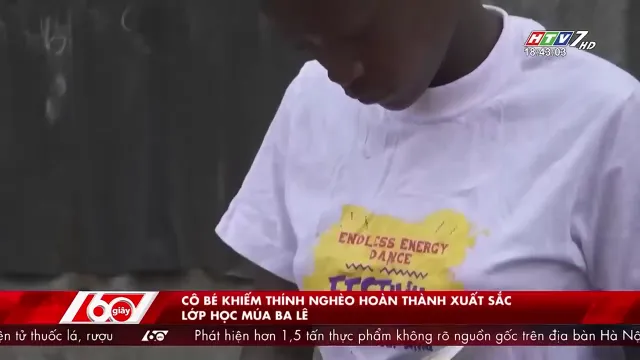 HTV7 HD
18:43:03
ENDLESS ENERGY
DANCE
FESTIVAL
60 giây
CÔ BÉ KHIẾM THÍNH NGHÈO HOÀN THÀNH XUẤT SẮC
LỚP HỌC MÚA BA LÊ
ện tử thuốc lá, rượu 60 Phát hiện hơn 1,5 tấn thực phẩm không rõ nguồn gốc trên địa bàn Hà Nộ